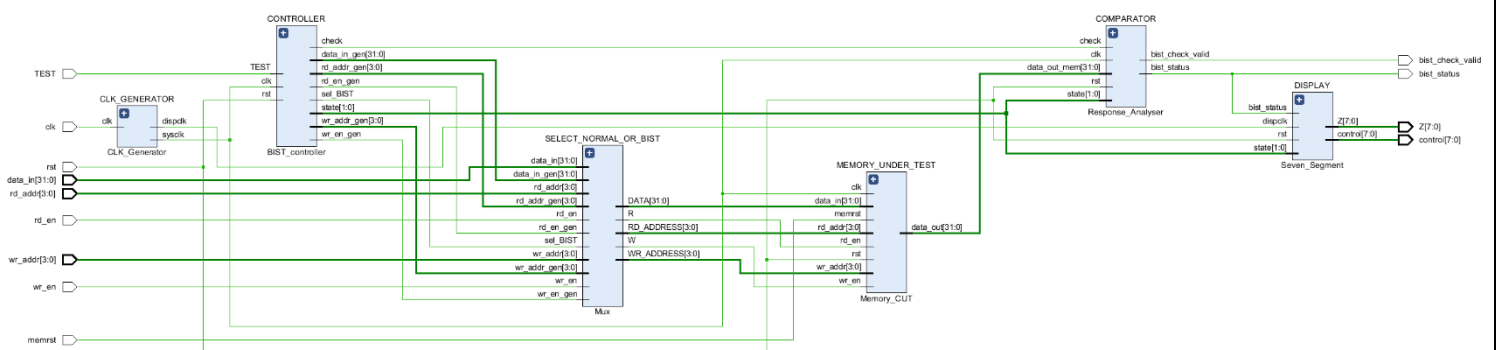 TEST
clk
rst
data_in[31:0]
rd_addr[3:0]
rd_en
wr_addr[3:0]
wr_en
memrst
CLK_GENERATOR
clk
dispclk
sysclk
CLK_Generator
CONTROLLER
TEST
clk
rst
check
data_in_gen[31:0]
rd_addr_gen[3:0]
rd_en_gen
sel_BIST
state[1:0]
wr_addr_gen[3:0]
wr_en_gen
BIST_controller
SELECT_NORMAL_OR_BIST
data_in[31:0]
data_in_gen[31:0]
rd_addr[3:0]
rd_addr_gen[3:0]
rd_en
rd_en_gen
sel_BIST
wr_addr[3:0]
wr_addr_gen[3:0]
wr_en
wr_en_gen
DATA[31:0]
R
RD_ADDRESS[3:0]
W
WR_ADDRESS[3:0]
Mux
MEMORY_UNDER_TEST
clk
data_in[31:0]
memrst
rd_addr[3:0]
rd_en
rst
wr_addr[3:0]
wr_en
data_out[31:0]
Memory_CUT
COMPARATOR
check
clk
data_out_mem[31:0]
rst
state[1:0]
bist_check_valid
bist_status
Response_Analyser
DISPLAY
bist_status
dispclk
rst
state[1:0]
Z[7:0]
control[7:0]
Seven_Segment
bist_check_valid
bist_status
Z[7:0]
control[7:0]